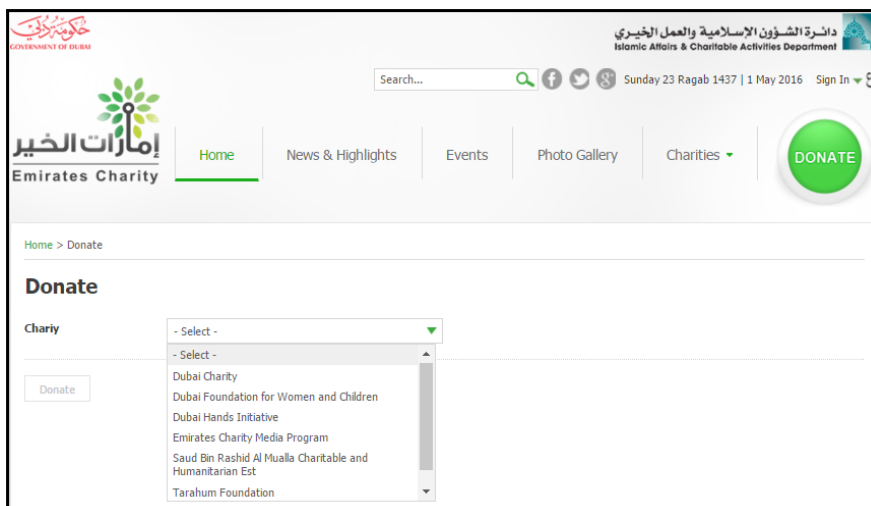 حكومة دبي
GOVERNMENT OF DUBAI
دائـرة الشـؤون الإسـلامية والعمل الخيـري
Islamic Affairs & Charitable Activities Department
Search...
Sunday 23 Ragab 1437 | 1 May 2016 Sign In
إمارات الخير
Emirates Charity
Home News & Highlights Events Photo Gallery Charities
DONATE
Home > Donate
Donate
Chariy
- Select -
- Select -
Dubai Charity
Dubai Foundation for Women and Children
Dubai Hands Initiative
Emirates Charity Media Program
Saud Bin Rashid Al Mualla Charitable and
Humanitarian Est
Tarahum Foundation
Donate